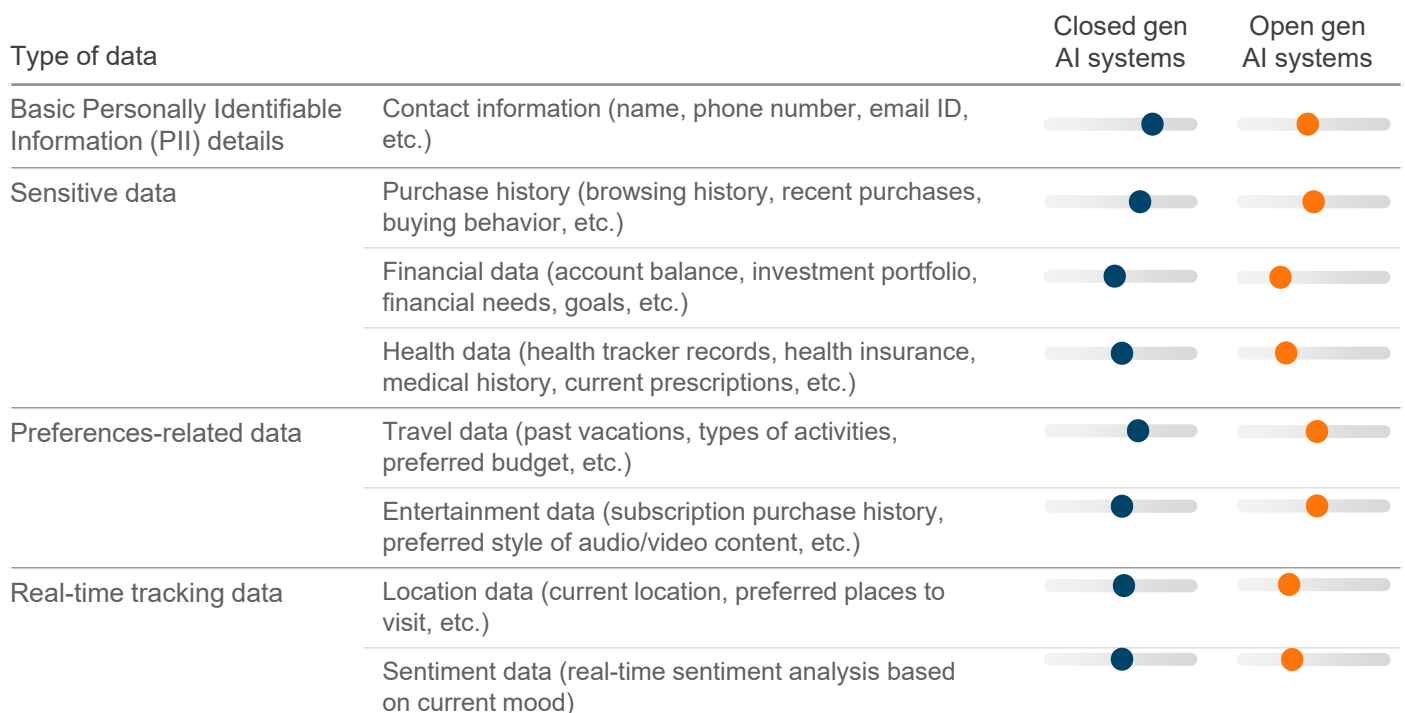 Type of data
Closed gen
AI systems
Open gen
AI systems
Basic Personally Identifiable
Information (PII) details
Contact information (name, phone number, email ID,
etc.)
Sensitive data
Purchase history (browsing history, recent purchases,
buying behavior, etc.)
Financial data (account balance, investment portfolio,
financial needs, goals, etc.)
Health data (health tracker records, health insurance,
medical history, current prescriptions, etc.)
Preferences-related data
Travel data (past vacations, types of activities,
preferred budget, etc.)
Entertainment data (subscription purchase history,
preferred style of audio/video content, etc.)
Real-time tracking data
Location data (current location, preferred places to
visit, etc.)
Sentiment data (real-time sentiment analysis based
on current mood)